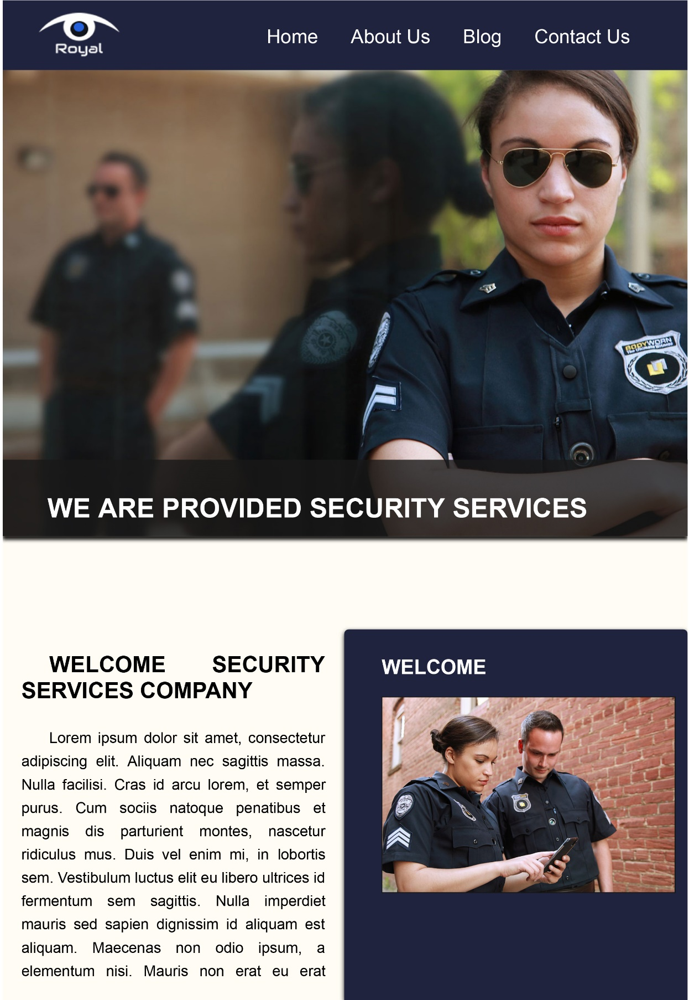 Royal
Home About Us Blog Contact Us
BODYWORN
The Ultimate Witness
WE ARE PROVIDED SECURITY SERVICES
WELCOME SECURITY
SERVICES COMPANY
Lorem ipsum dolor sit amet, consectetur
adipiscing elit. Aliquam nec sagittis massa.
Nulla facilisi. Cras id arcu lorem, et semper
purus. Cum sociis natoque penatibus et
magnis dis parturient montes, nascetur
ridiculus mus. Duis vel enim mi, in lobortis
sem. Vestibulum luctus elit eu libero ultrices id
fermentum sem sagittis. Nulla imperdiet
mauris sed sapien dignissim id aliquam est
aliquam. Maecenas non odio ipsum, a
elementum nisi. Mauris non erat eu erat
WELCOME